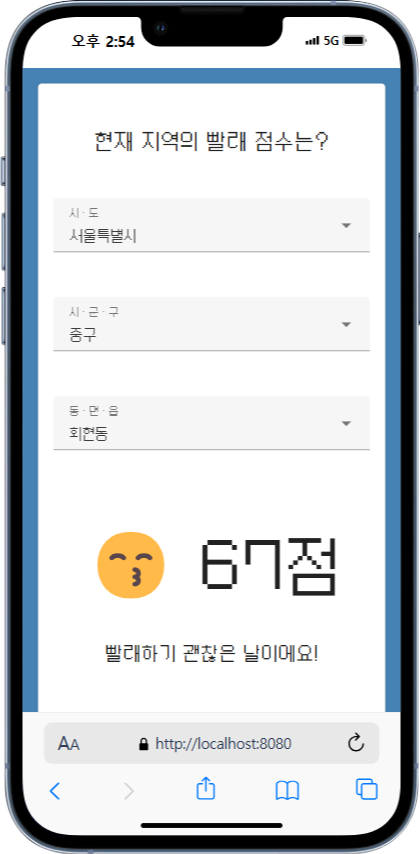 오후 2:54
5G
현재 지역의 빨래 점수는?
시·도
서울특별시
시·군·구
중구
동·면·읍
회현동
67점
빨래하기 괜찮은 날이에요!
AA
http://localhost:8080